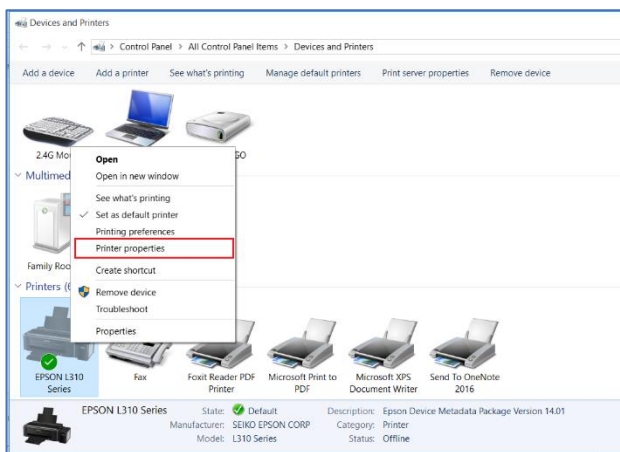 Devices and Printers
Control Panel > All Control Panel Items > Devices and Printers
Add a device Add a printer See what's printing Manage default printers Print server properties Remove device
2.4G Mo GO
Open
Open in new window
Multimed
See what's printing
Set as default printer
Printing preferences
Printer properties
Create shortcut
Family Roo
Remove device
Printers (6
Troubleshoot
Properties
EPSON L310 Series
Fax
Foxit Reader PDF Printer
Microsoft Print to PDF
Microsoft XPS Document Writer
Send To OneNote 2016
EPSON L310 Series State: Default Description: Epson Device Metadata Package Version 14.01
Manufacturer: SEIKO EPSON CORP Category: Printer
Model: L310 Series Status: Offline